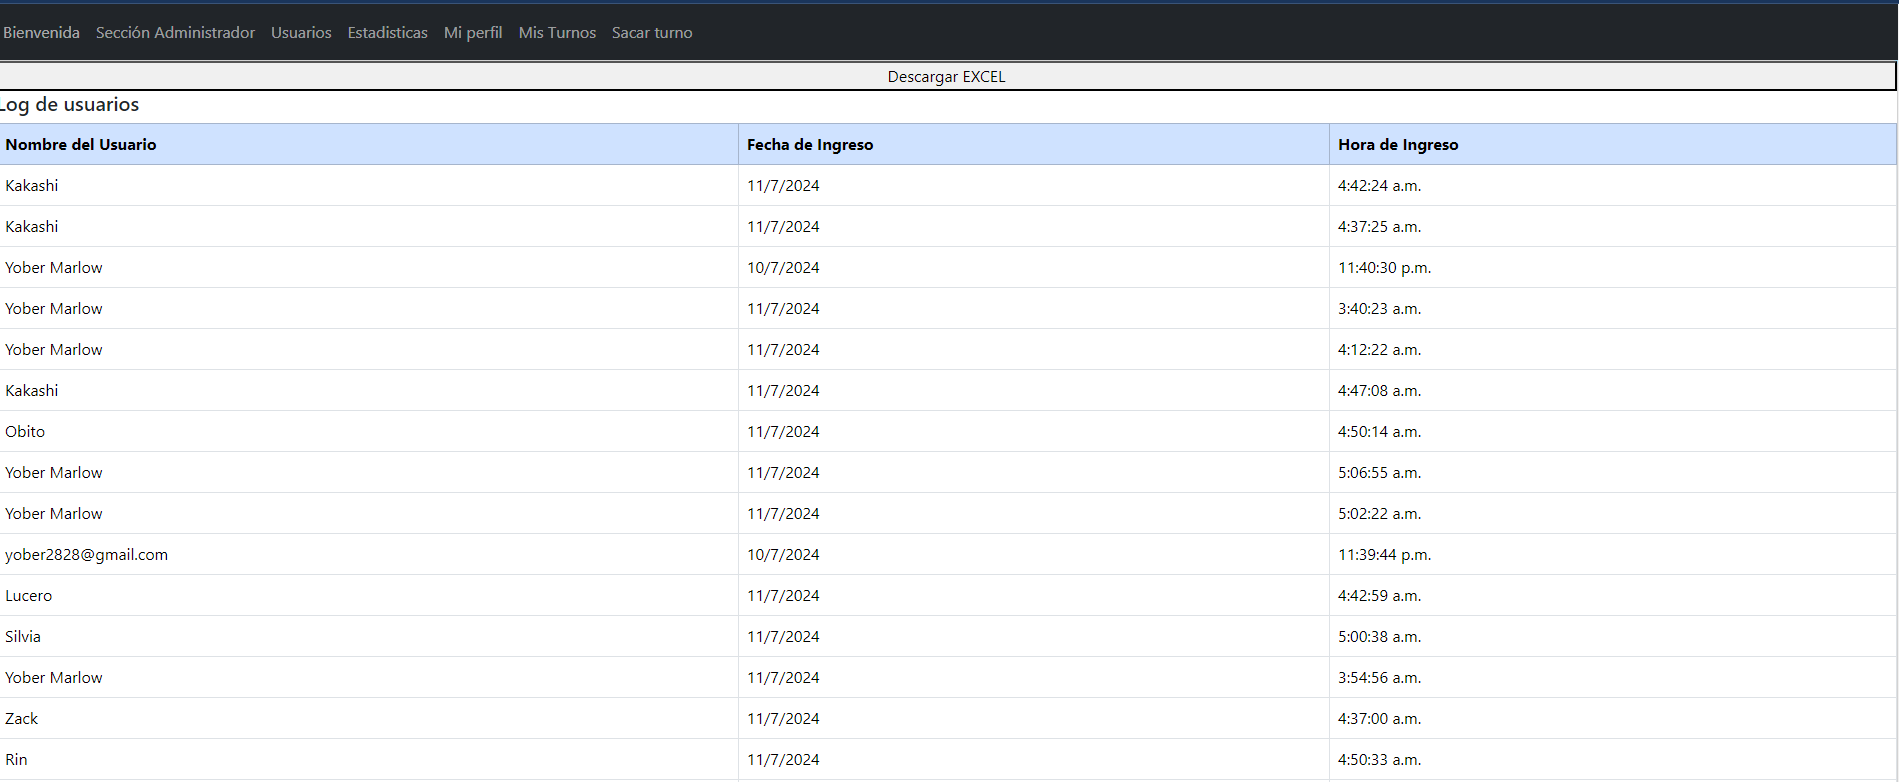 Bienvenida Sección Administrador Usuarios Estadisticas Mi perfil Mis Turnos Sacar turno
Descargar EXCEL
Log de usuarios
Nombre del Usuario Fecha de Ingreso Hora de Ingreso
Kakashi 11/7/2024 4:42:24 a.m.
Kakashi 11/7/2024 4:37:25 a.m.
Yober Marlow 10/7/2024 11:40:30 p.m.
Yober Marlow 11/7/2024 3:40:23 a.m.
Yober Marlow 11/7/2024 4:12:22 a.m.
Kakashi 11/7/2024 4:47:08 a.m.
Obito 11/7/2024 4:50:14 a.m.
Yober Marlow 11/7/2024 5:06:55 a.m.
Yober Marlow 11/7/2024 5:02:22 a.m.
yober2828@gmail.com 10/7/2024 11:39:44 p.m.
Lucero 11/7/2024 4:42:59 a.m.
Silvia 11/7/2024 5:00:38 a.m.
Yober Marlow 11/7/2024 3:54:56 a.m.
Zack 11/7/2024 4:37:00 a.m.
Rin 11/7/2024 4:50:33 a.m.